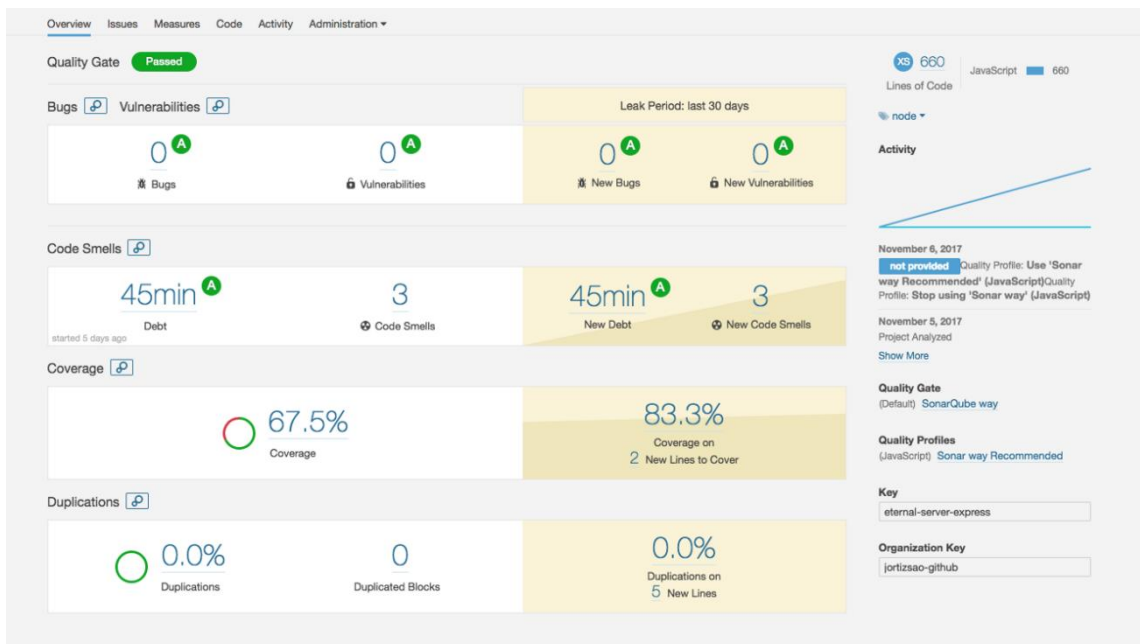 Overview Issues Measures Code Activity Administration
Quality Gate Passed
Bugs Vulnerabilities
Leak Period: last 30 days
0 A
Bugs
0 A
Vulnerabilities
0 A
New Bugs
0 A
New Vulnerabilities
Code Smells
45min A
Debt
started 5 days ago
3
Code Smells
45min A
New Debt
3
New Code Smells
Coverage
67.5%
Coverage
83.3%
Coverage on
2 New Lines to Cover
Duplications
0.0%
Duplications
0
Duplicated Blocks
0.0%
Duplications on
5 New Lines
XS 660
Lines of Code
JavaScript 660
node
Activity
November 6, 2017
not provided Quality Profile: Use 'Sonar
way Recommended' (JavaScript)Quality
Profile: Stop using 'Sonar way' (JavaScript)
November 5, 2017
Project Analyzed
Show More
Quality Gate
(Default) SonarQube way
Quality Profiles
(JavaScript) Sonar way Recommended
Key
eternal-server-express
Organization Key
jortizsao-github